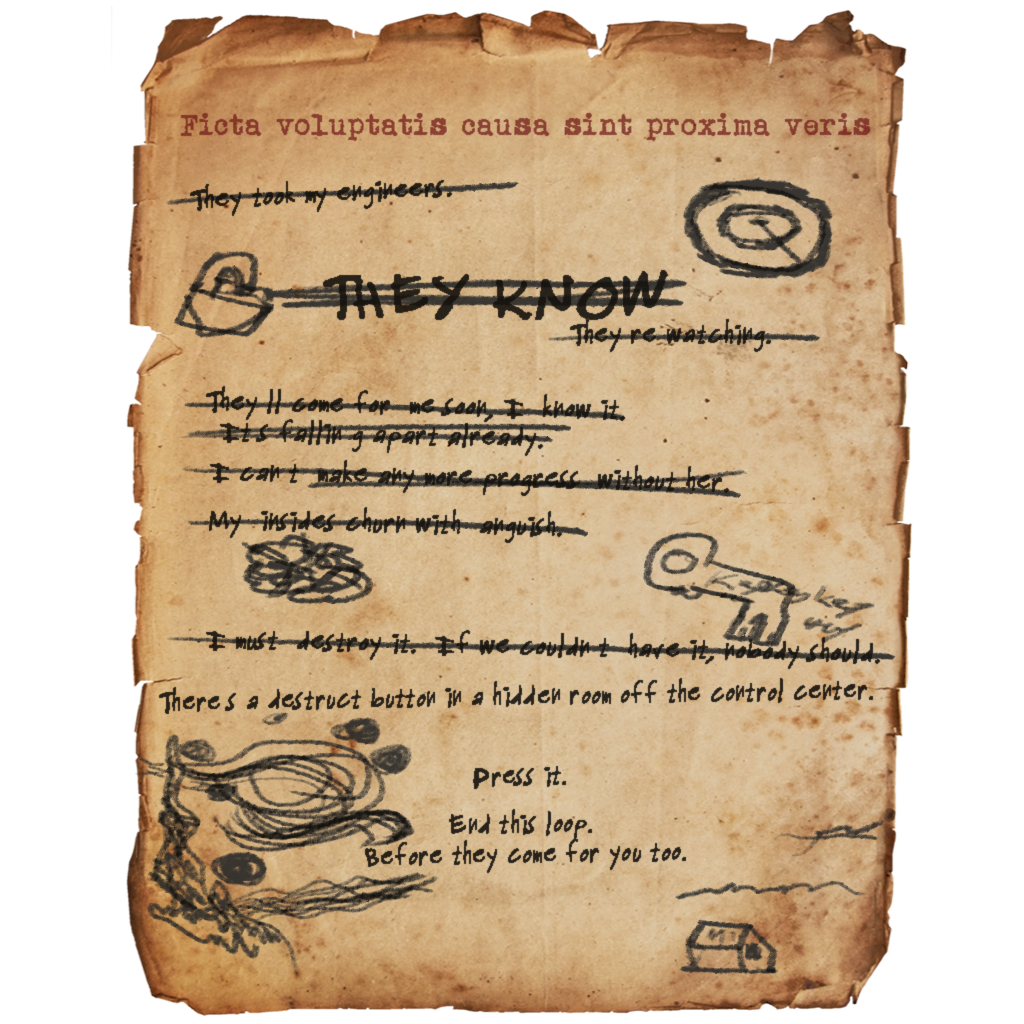 Ficta voluptatis causa sint proxima veris
They took my engineers.
THEY KNOW
They re watching.
They ll come for me soon, I know it.
It s falling apart already.
I can t make any more progress without her.
My insides churn with anguish.
I must destroy it. If we couldn t have it, nobody should.
There s a destruct button in a hidden room off the control center.
Press it.
End this loop.
Before they come for you too.